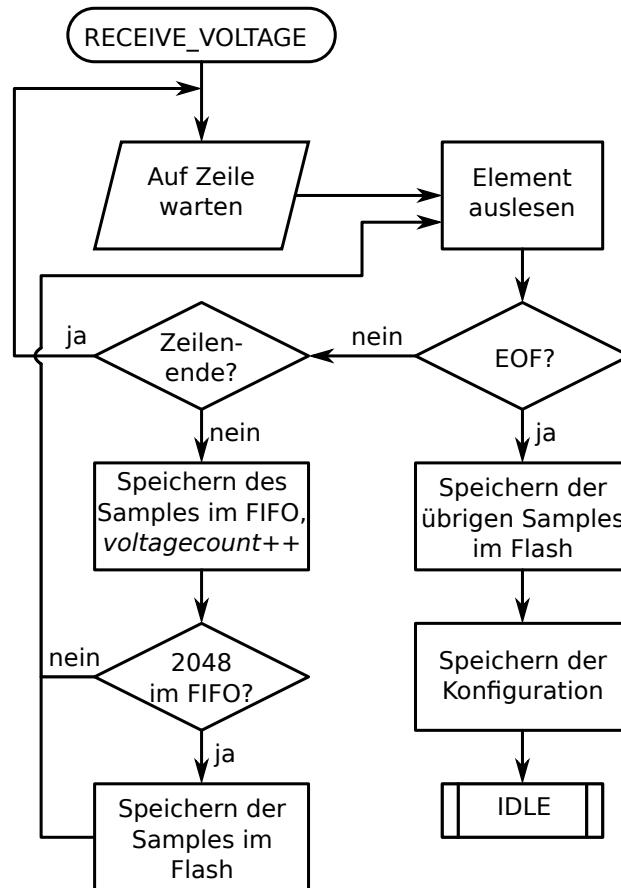 RECEIVE_VOLTAGE
Auf Zeile
warten
Element
auslesen
ja
Zeilen-
ende?
nein
EOF?
nein
ja
Speichern des
Samples im FIFO,
voltagecount++
Speichern der
übrigen Samples
im Flash
nein
2048
im FIFO?
Speichern der
Konfiguration
ja
Speichern der
Samples im
Flash
IDLE